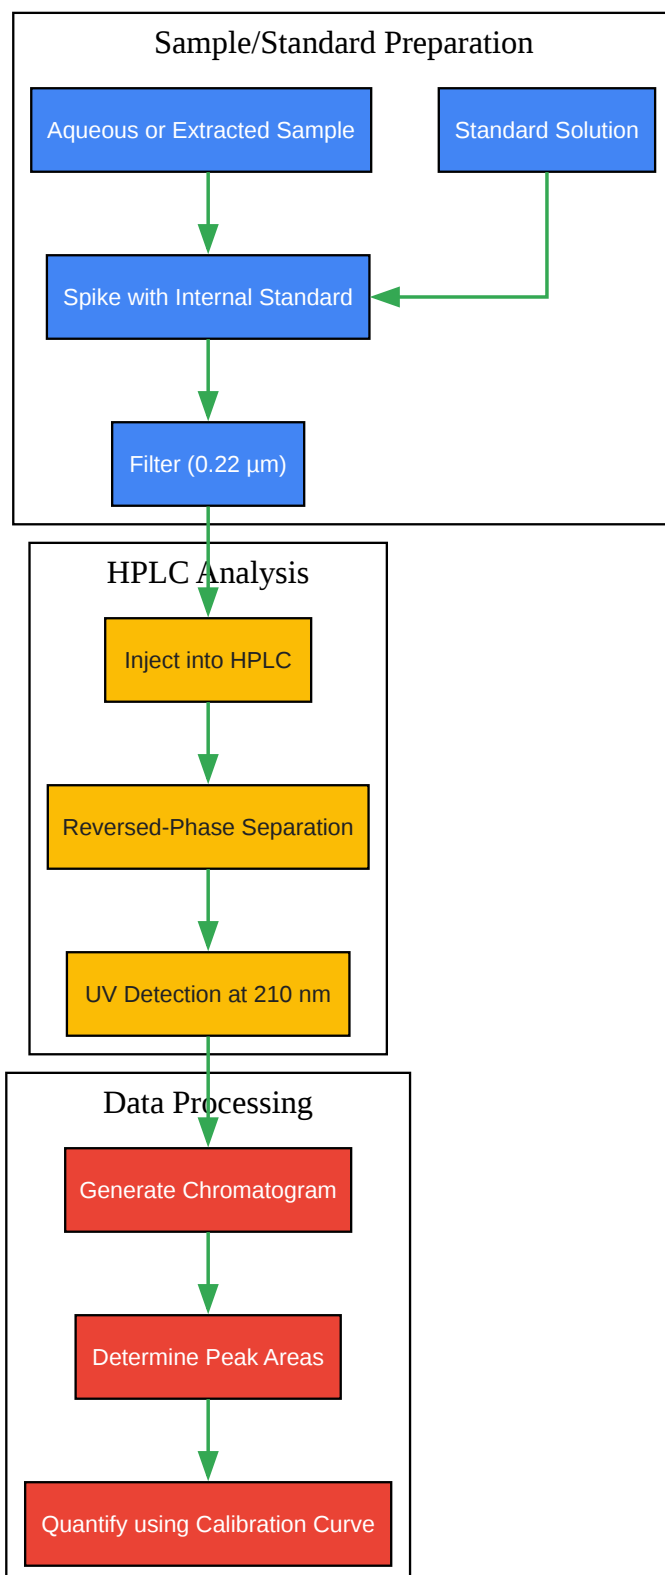 Sample/Standard Preparation
Aqueous or Extracted Sample
Standard Solution
Spike with Internal Standard
Filter (0.22 µm)
HPLC Analysis
Inject into HPLC
Reversed-Phase Separation
UV Detection at 210 nm
Data Processing
Generate Chromatogram
Determine Peak Areas
Quantify using Calibration Curve